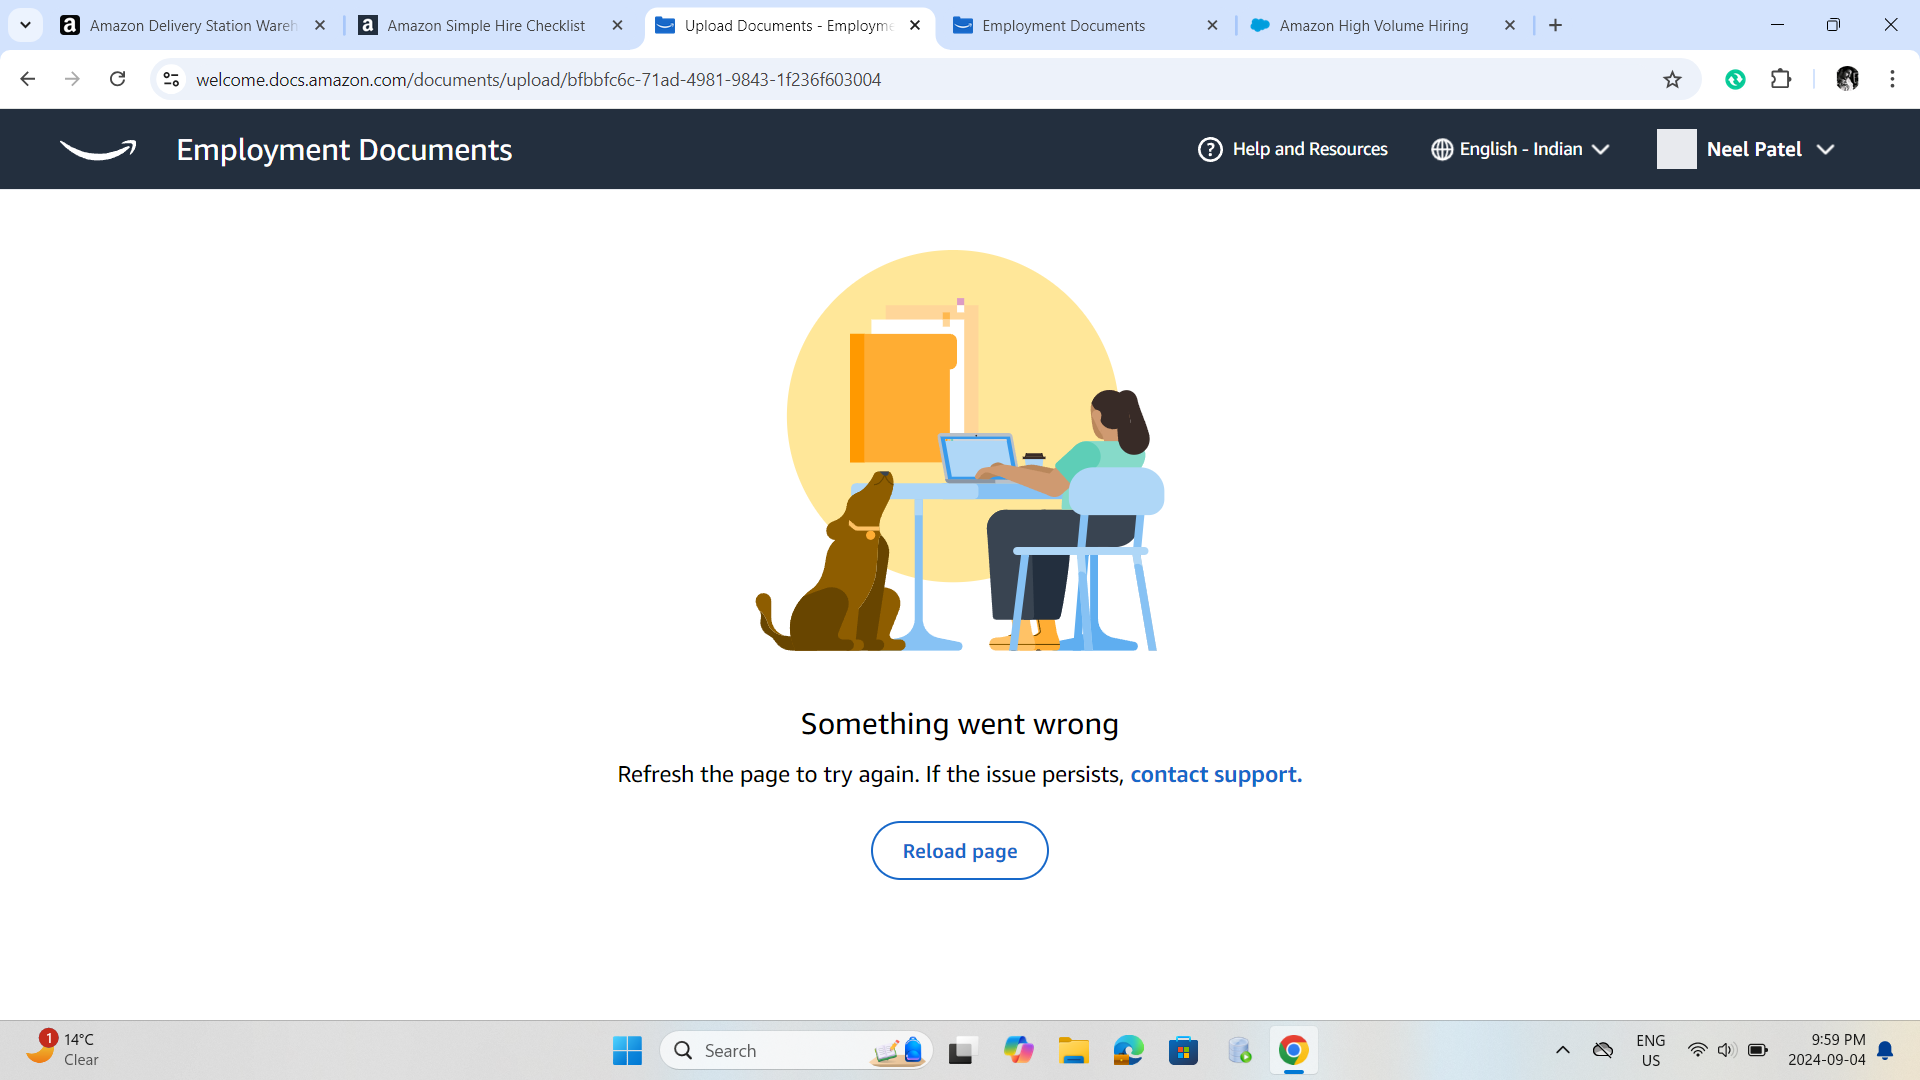 Amazon Delivery Station Wareh
Amazon Simple Hire Checklist
Upload Documents - Employme
Employment Documents
Amazon High Volume Hiring
welcome.docs.amazon.com/documents/upload/bfbbfc6c-71ad-4981-9843-1f236f603004
Employment Documents
Help and Resources
English - Indian
Neel Patel
Something went wrong
Refresh the page to try again. If the issue persists, contact support.
Reload page
1
14°C
Clear
Search
ENG
US
9:59 PM
2024-09-04